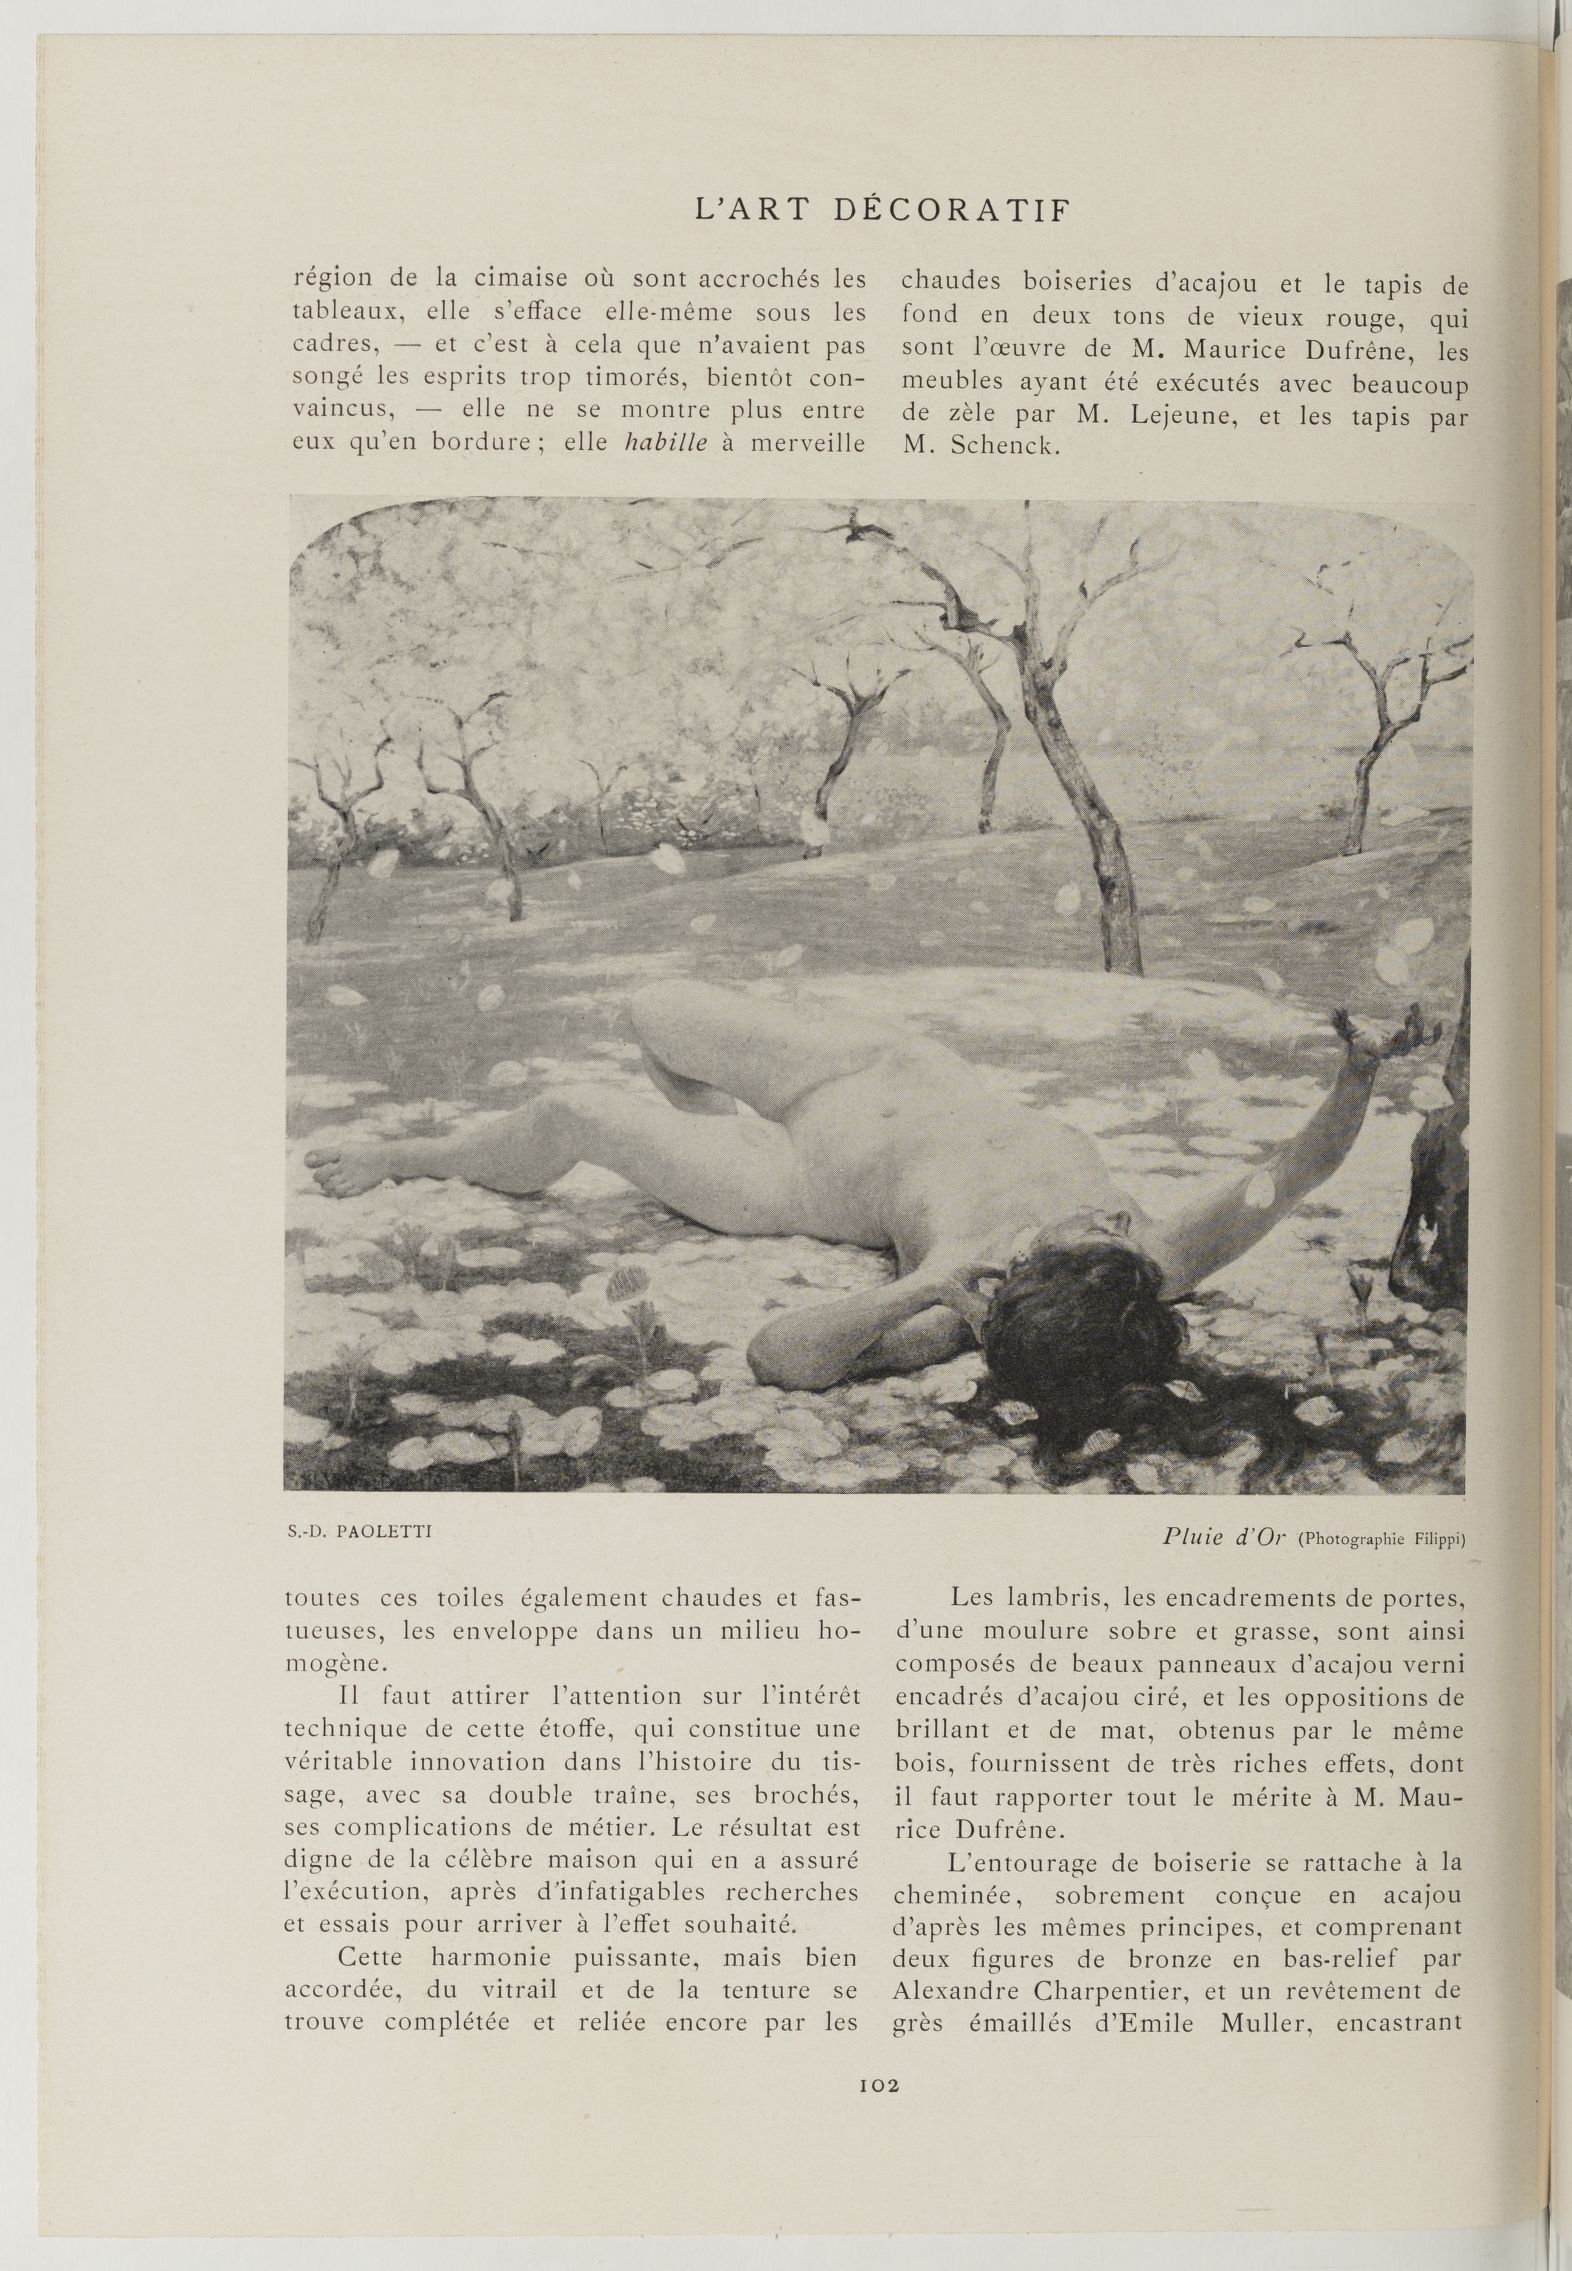 L'ART DÉCORATIF
région de la cimaise où sont accrochés les
tableaux, elle s'efface elle-même sous les
cadres, — et c'est à cela que n'avaient pas
songé les esprits trop timorés, bientôt con-
vaincus, — elle ne se montre plus entre
eux qu'en bordure; elle habille à merveille
chaudes boiseries d'acajou et le tapis de
fond en deux tons de vieux rouge, qui
sont l'œuvre de M. Maurice Dufrêne, les
meubles ayant été exécutés avec beaucoup
de zèle par M. Lejeune, et les tapis par
M. Schenck.
S.-D. PAOLETTI
Pluie d'Or (Photographie Filippi)
toutes ces toiles également chaudes et fas-
tueuses, les enveloppe dans un milieu ho-
mogène.
Il faut attirer l'attention sur l'intérêt
technique de cette étoffe, qui constitue une
véritable innovation dans l'histoire du tis-
sage, avec sa double traîne, ses brochés,
ses complications de métier. Le résultat est
digne de la célèbre maison qui en a assuré
l'exécution, après d'infatigables recherches
et essais pour arriver à l'effet souhaité.
Cette harmonie puissante, mais bien
accordée, du vitrail et de la tenture se
trouve complétée et reliée encore par les
Les lambris, les encadrements de portes,
d'une moulure sobre et grasse, sont ainsi
composés de beaux panneaux d'acajou verni
encadrés d'acajou ciré, et les oppositions de
brillant et de mat, obtenus par le même
bois, fournissent de très riches effets, dont
il faut rapporter tout le mérite à M. Mau-
rice Dufrêne.
L'entourage de boiserie se rattache à la
cheminée, sobrement conçue en acajou
d'après les mêmes principes, et comprenant
deux figures de bronze en bas-relief par
Alexandre Charpentier, et un revêtement de
grès émaillés d'Emile Muller, encastrant
102